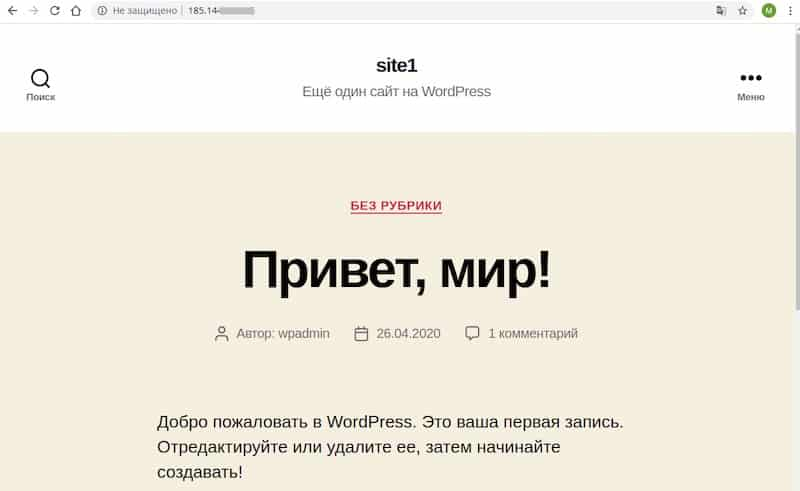 Не защищено | 185.14
M
site1
Ещё один сайт на WordPress
Поиск
Меню
БЕЗ РУБРИКИ
Привет, мир!
Автор: wpadmin 26.04.2020 1 комментарий
Добро пожаловать в WordPress. Это ваша первая запись.
Отредактируйте или удалите ее, затем начинайте
создавать!